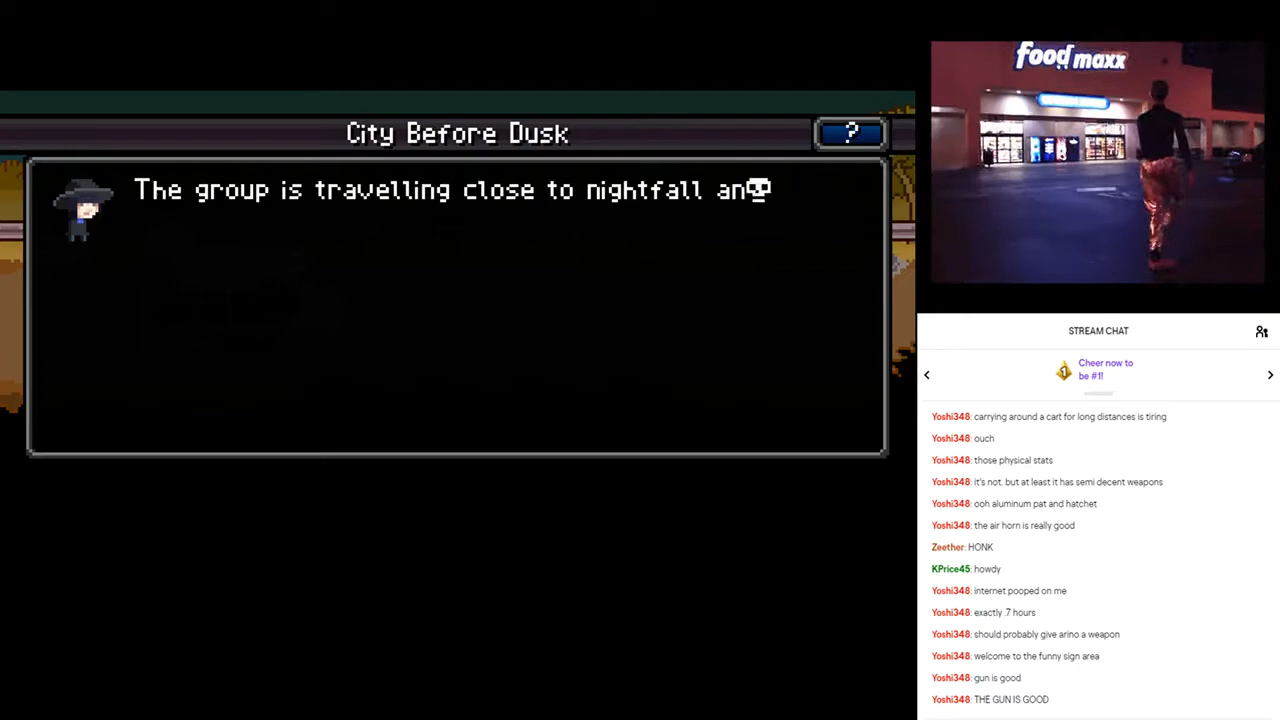 City Before Dusk
?
The group is travelling close to nightfall an
food maxx
STREAM CHAT
1
Cheer now to
be #1!
Yoshi348: carrying around a cart for long distances is tiring
Yoshi348: ouch
Yoshi348: those physical stats
Yoshi348: it's not. but at least it has semi decent weapons
Yoshi348: ooh aluminum pat and hatchet
Yoshi348: the air horn is really good
Zeether: HONK
KPrice45: howdy
Yoshi348: internet pooped on me
Yoshi348: exactly .7 hours
Yoshi348: should probably give arino a weapon
Yoshi348: welcome to the funny sign area
Yoshi348: gun is good
Yoshi348: THE GUN IS GOOD